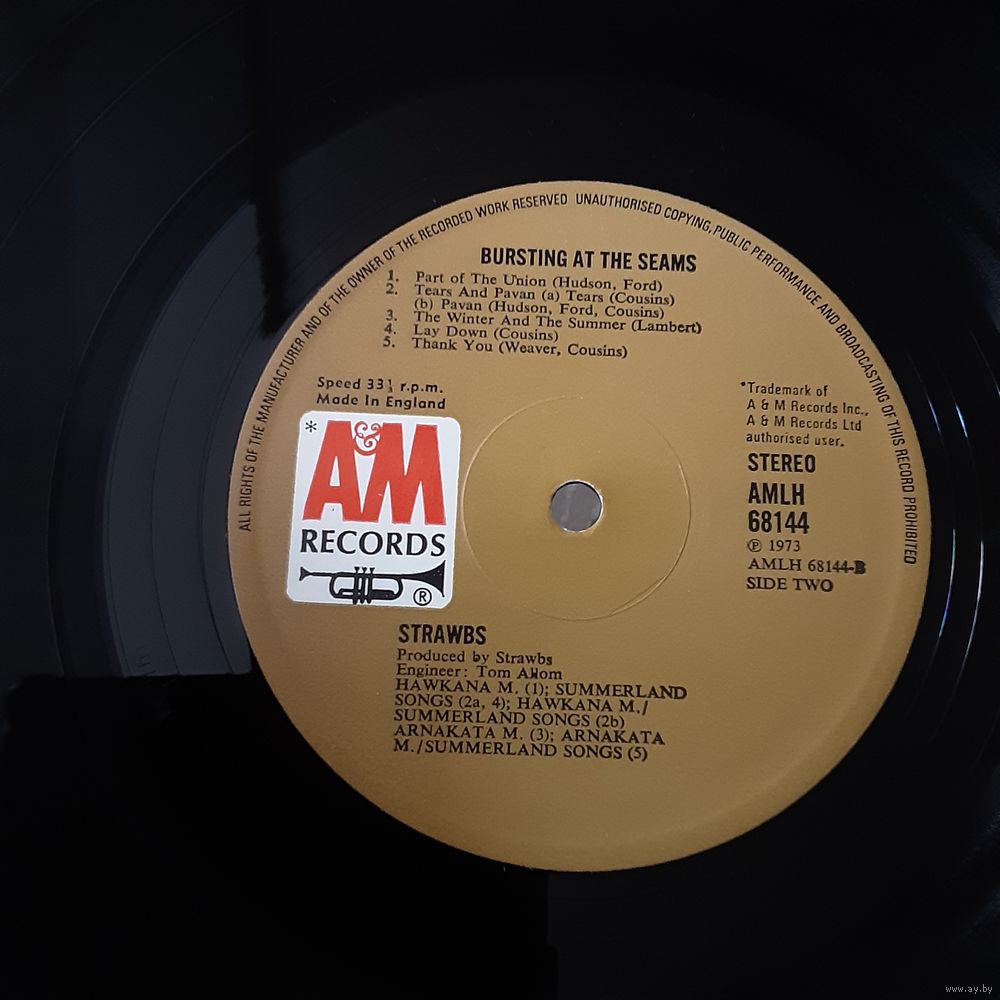 ALL RIGHTS OF THE MANUFACTURER AND OF THE OWNER OF THE RECORDED WORK RESERVED UNAUTHORISED COPYING, PUBLIC PERFORMANCE AND BROADCASTING OF THIS RECORD PROHIBITED
BURSTING AT THE SEAMS
1. Part of The Union (Hudson, Ford)
2. Tears And Pavan (a) Tears (Cousins)
(b) Pavan (Hudson, Ford, Cousins)
3. The Winter And The Summer (Lambert)
4. Lay Down (Cousins)
5. Thank You (Weaver, Cousins)
Speed 33⅓ r.p.m.
Made In England
*A&M
RECORDS
®
*Trademark of
A & M Records Inc.,
A & M Records Ltd
authorised user.
STEREO
AMLH
68144
℗ 1973
AMLH 68144-B
SIDE TWO
STRAWBS
Produced by Strawbs
Engineer: Tom Allom
HAWKANA M. (1); SUMMERLAND
SONGS (2a, 4); HAWKANA M./
SUMMERLAND SONGS (2b)
ARNAKATA M. (3); ARNAKATA
M./SUMMERLAND SONGS (5)
www.ay.by